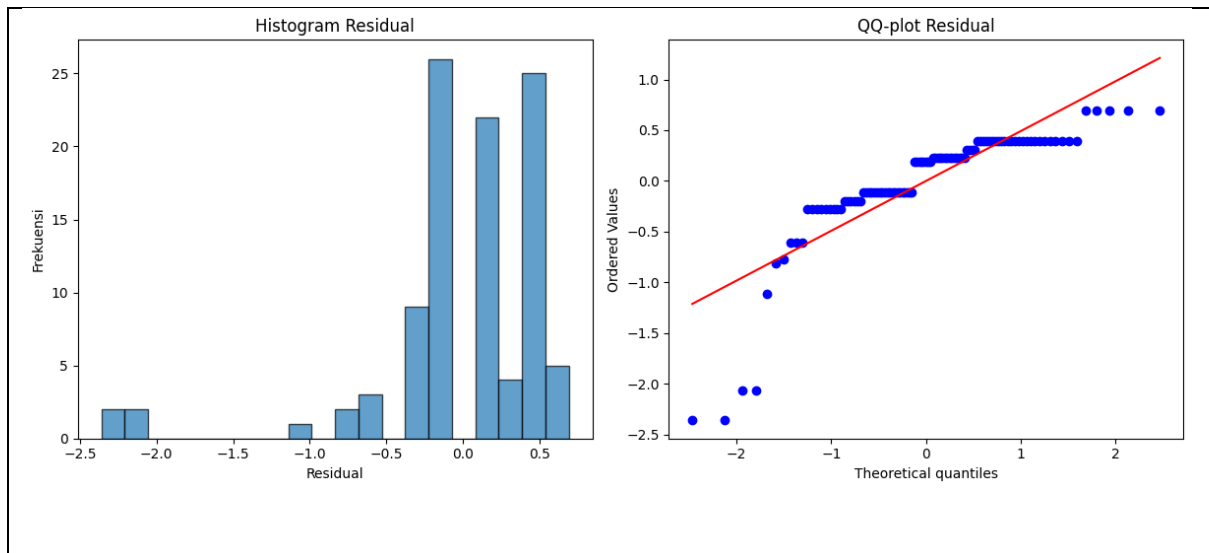 Histogram Residual
25
20
15
10
5
0
Frekuensi
−2.5 −2.0 −1.5 −1.0 −0.5 0.0 0.5
Residual
QQ-plot Residual
1.0
0.5
0.0
−0.5
−1.0
−1.5
−2.0
−2.5
Ordered Values
−2 −1 0 1 2
Theoretical quantiles